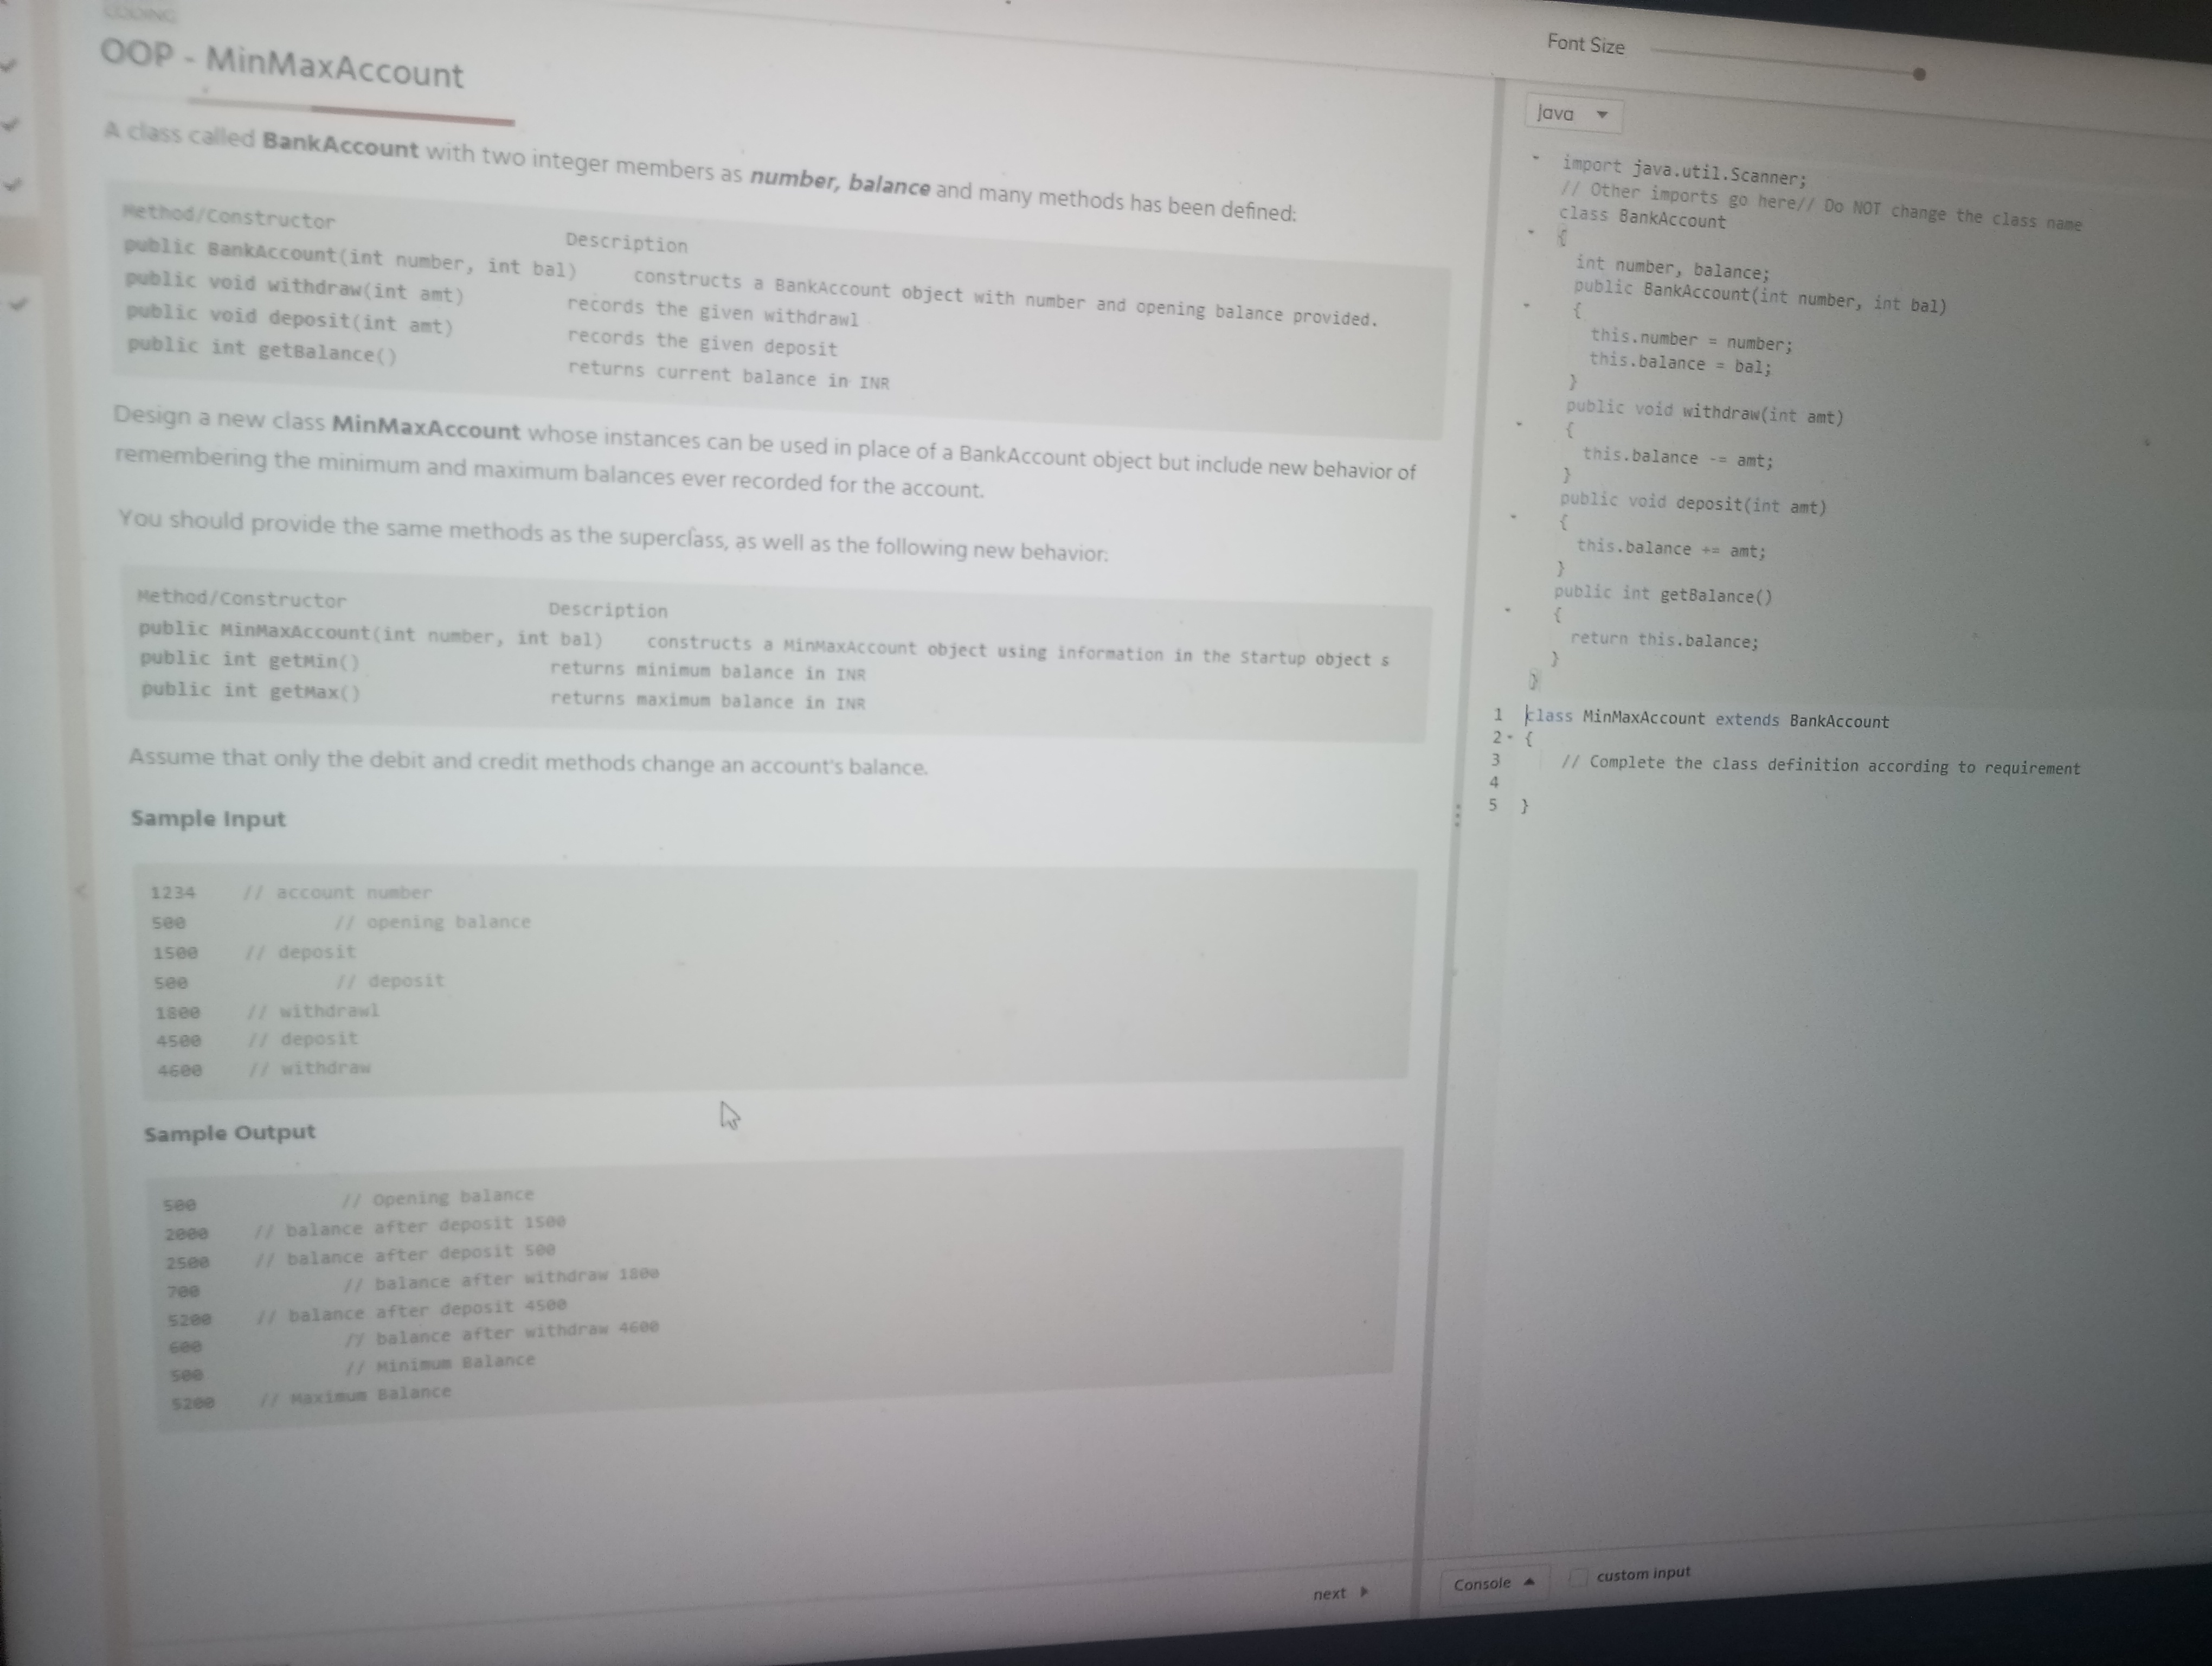 CODING
OOP - MinMaxAccount
A class called BankAccount with two integer members as number, balance and many methods has been defined:
Method/Constructor Description
public BankAccount(int number, int bal) constructs a BankAccount object with number and opening balance provided.
public void withdraw(int amt) records the given withdrawl
public void deposit(int amt) records the given deposit
public int getBalance() returns current balance in INR
Design a new class MinMaxAccount whose instances can be used in place of a BankAccount object but include new behavior of
remembering the minimum and maximum balances ever recorded for the account.
You should provide the same methods as the superclass, as well as the following new behavior:
Method/Constructor Description
public MinMaxAccount(int number, int bal) constructs a MinMaxAccount object using information in the Startup object s
public int getMin() returns minimum balance in INR
public int getMax() returns maximum balance in INR
Assume that only the debit and credit methods change an account's balance.
Sample Input
1234 // account number
500 // opening balance
1500 // deposit
500 // deposit
1800 // withdrawl
4500 // deposit
4600 // withdraw
Sample Output
500 // Opening balance
2000 // balance after deposit 1500
2500 // balance after deposit 500
700 // balance after withdraw 1800
5200 // balance after deposit 4500
600 // balance after withdraw 4600
500 // Minimum Balance
5200 // Maximum Balance
next
Font Size
Java
import java.util.Scanner;
// Other imports go here// Do NOT change the class name
class BankAccount
{
int number, balance;
public BankAccount(int number, int bal)
{
this.number = number;
this.balance = bal;
}
public void withdraw(int amt)
{
this.balance -= amt;
}
public void deposit(int amt)
{
this.balance += amt;
}
public int getBalance()
{
return this.balance;
}
}
1 class MinMaxAccount extends BankAccount
2 {
3 // Complete the class definition according to requirement
4
5 }
Console
custom input